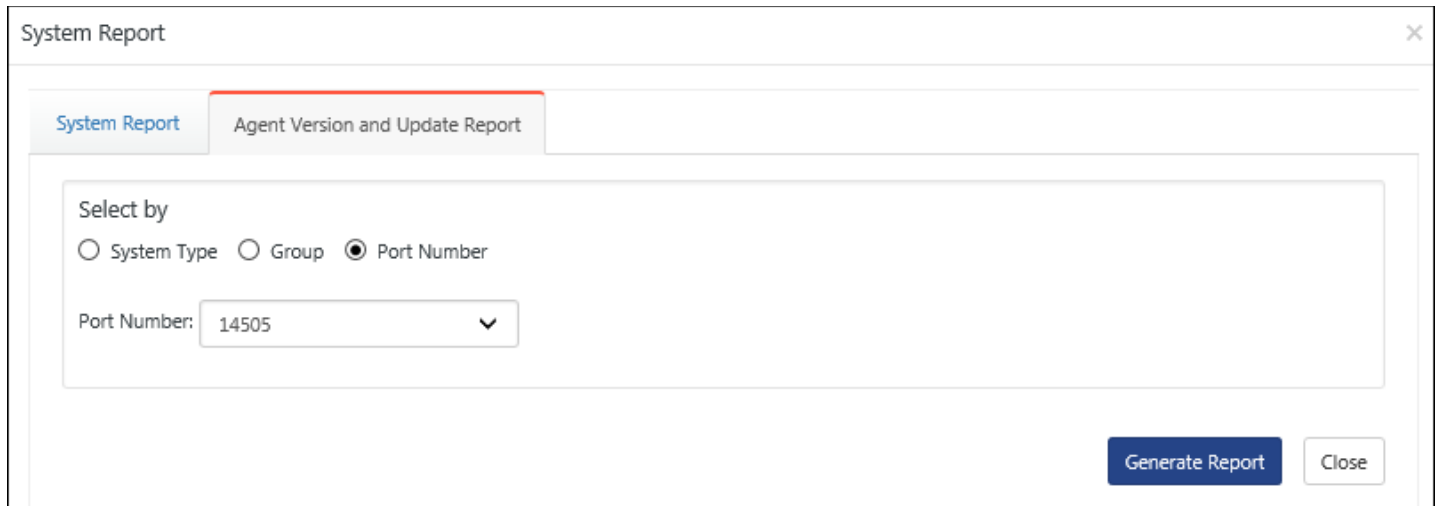 System Report
System Report Agent Version and Update Report
Select by
System Type Group Port Number
Port Number: 14505
Generate Report Close